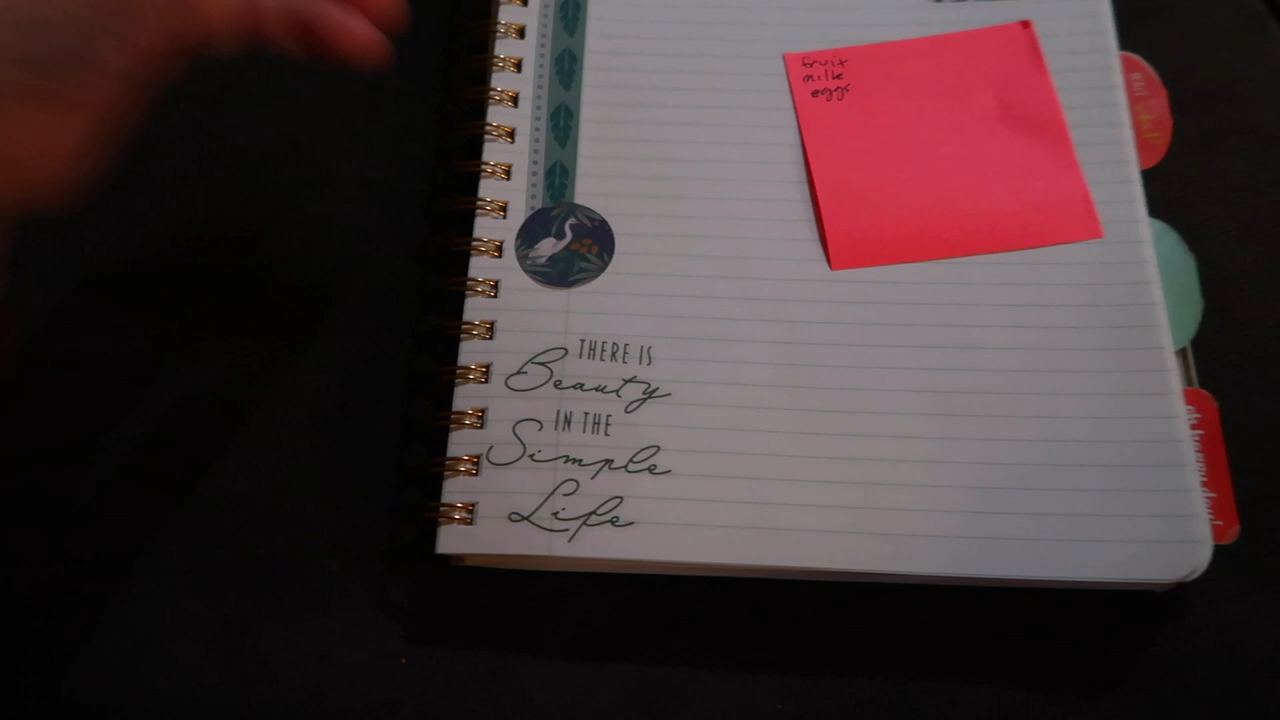 fruit
milk
eggs
THERE IS
Beauty
IN THE
Simple
Life